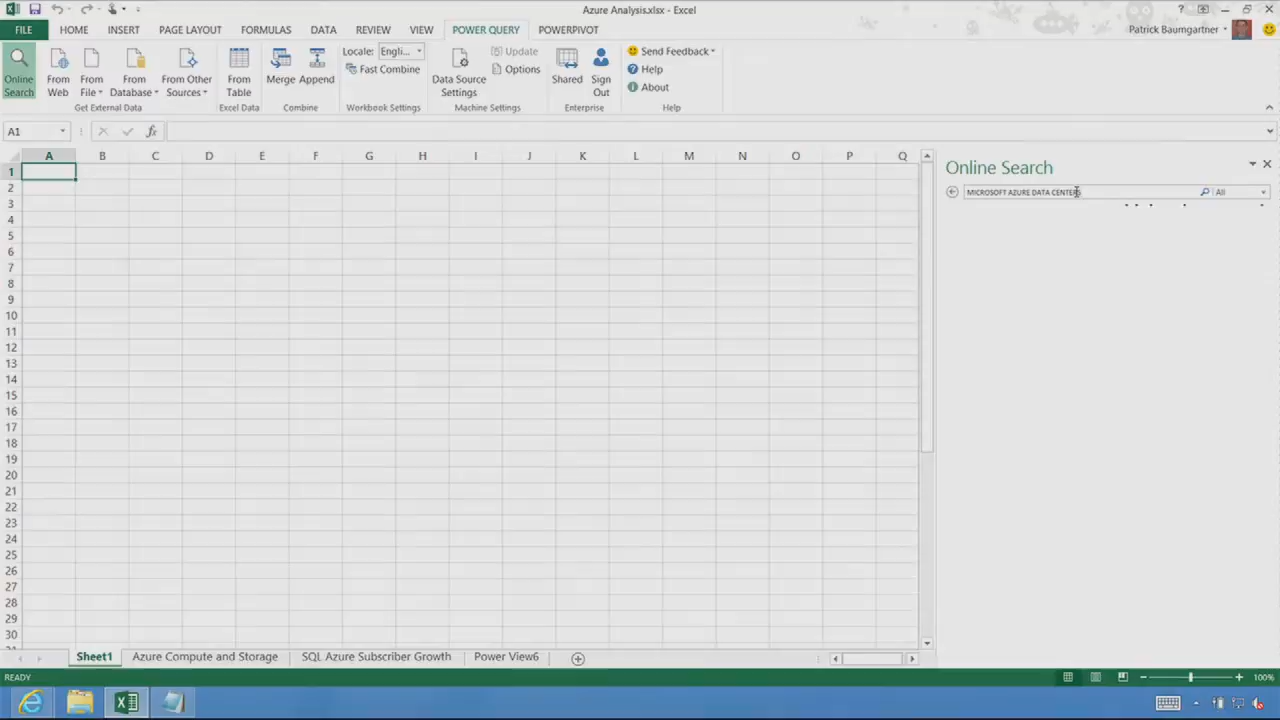 Azure Analysis.xlsx - Excel
?
FILE HOME INSERT PAGE LAYOUT FORMULAS DATA REVIEW VIEW POWER QUERY POWERPIVOT
Patrick Baumgartner
Online Search
From Web
From File
From Database
From Other Sources
Get External Data
From Table
Excel Data
Merge
Append
Combine
Locale: Engli...
Fast Combine
Workbook Settings
Data Source Settings
Update
Options
Machine Settings
Shared
Sign Out
Enterprise
Send Feedback
Help
About
Help
A1
fx
A B C D E F G H I J K L M N O P Q
1
2
3
4
5
6
7
8
9
10
11
12
13
14
15
16
17
18
19
20
21
22
23
24
25
26
27
28
29
30
Online Search
MICROSOFT AZURE DATA CENTERS
All
Sheet1 Azure Compute and Storage SQL Azure Subscriber Growth Power View6
READY
100%